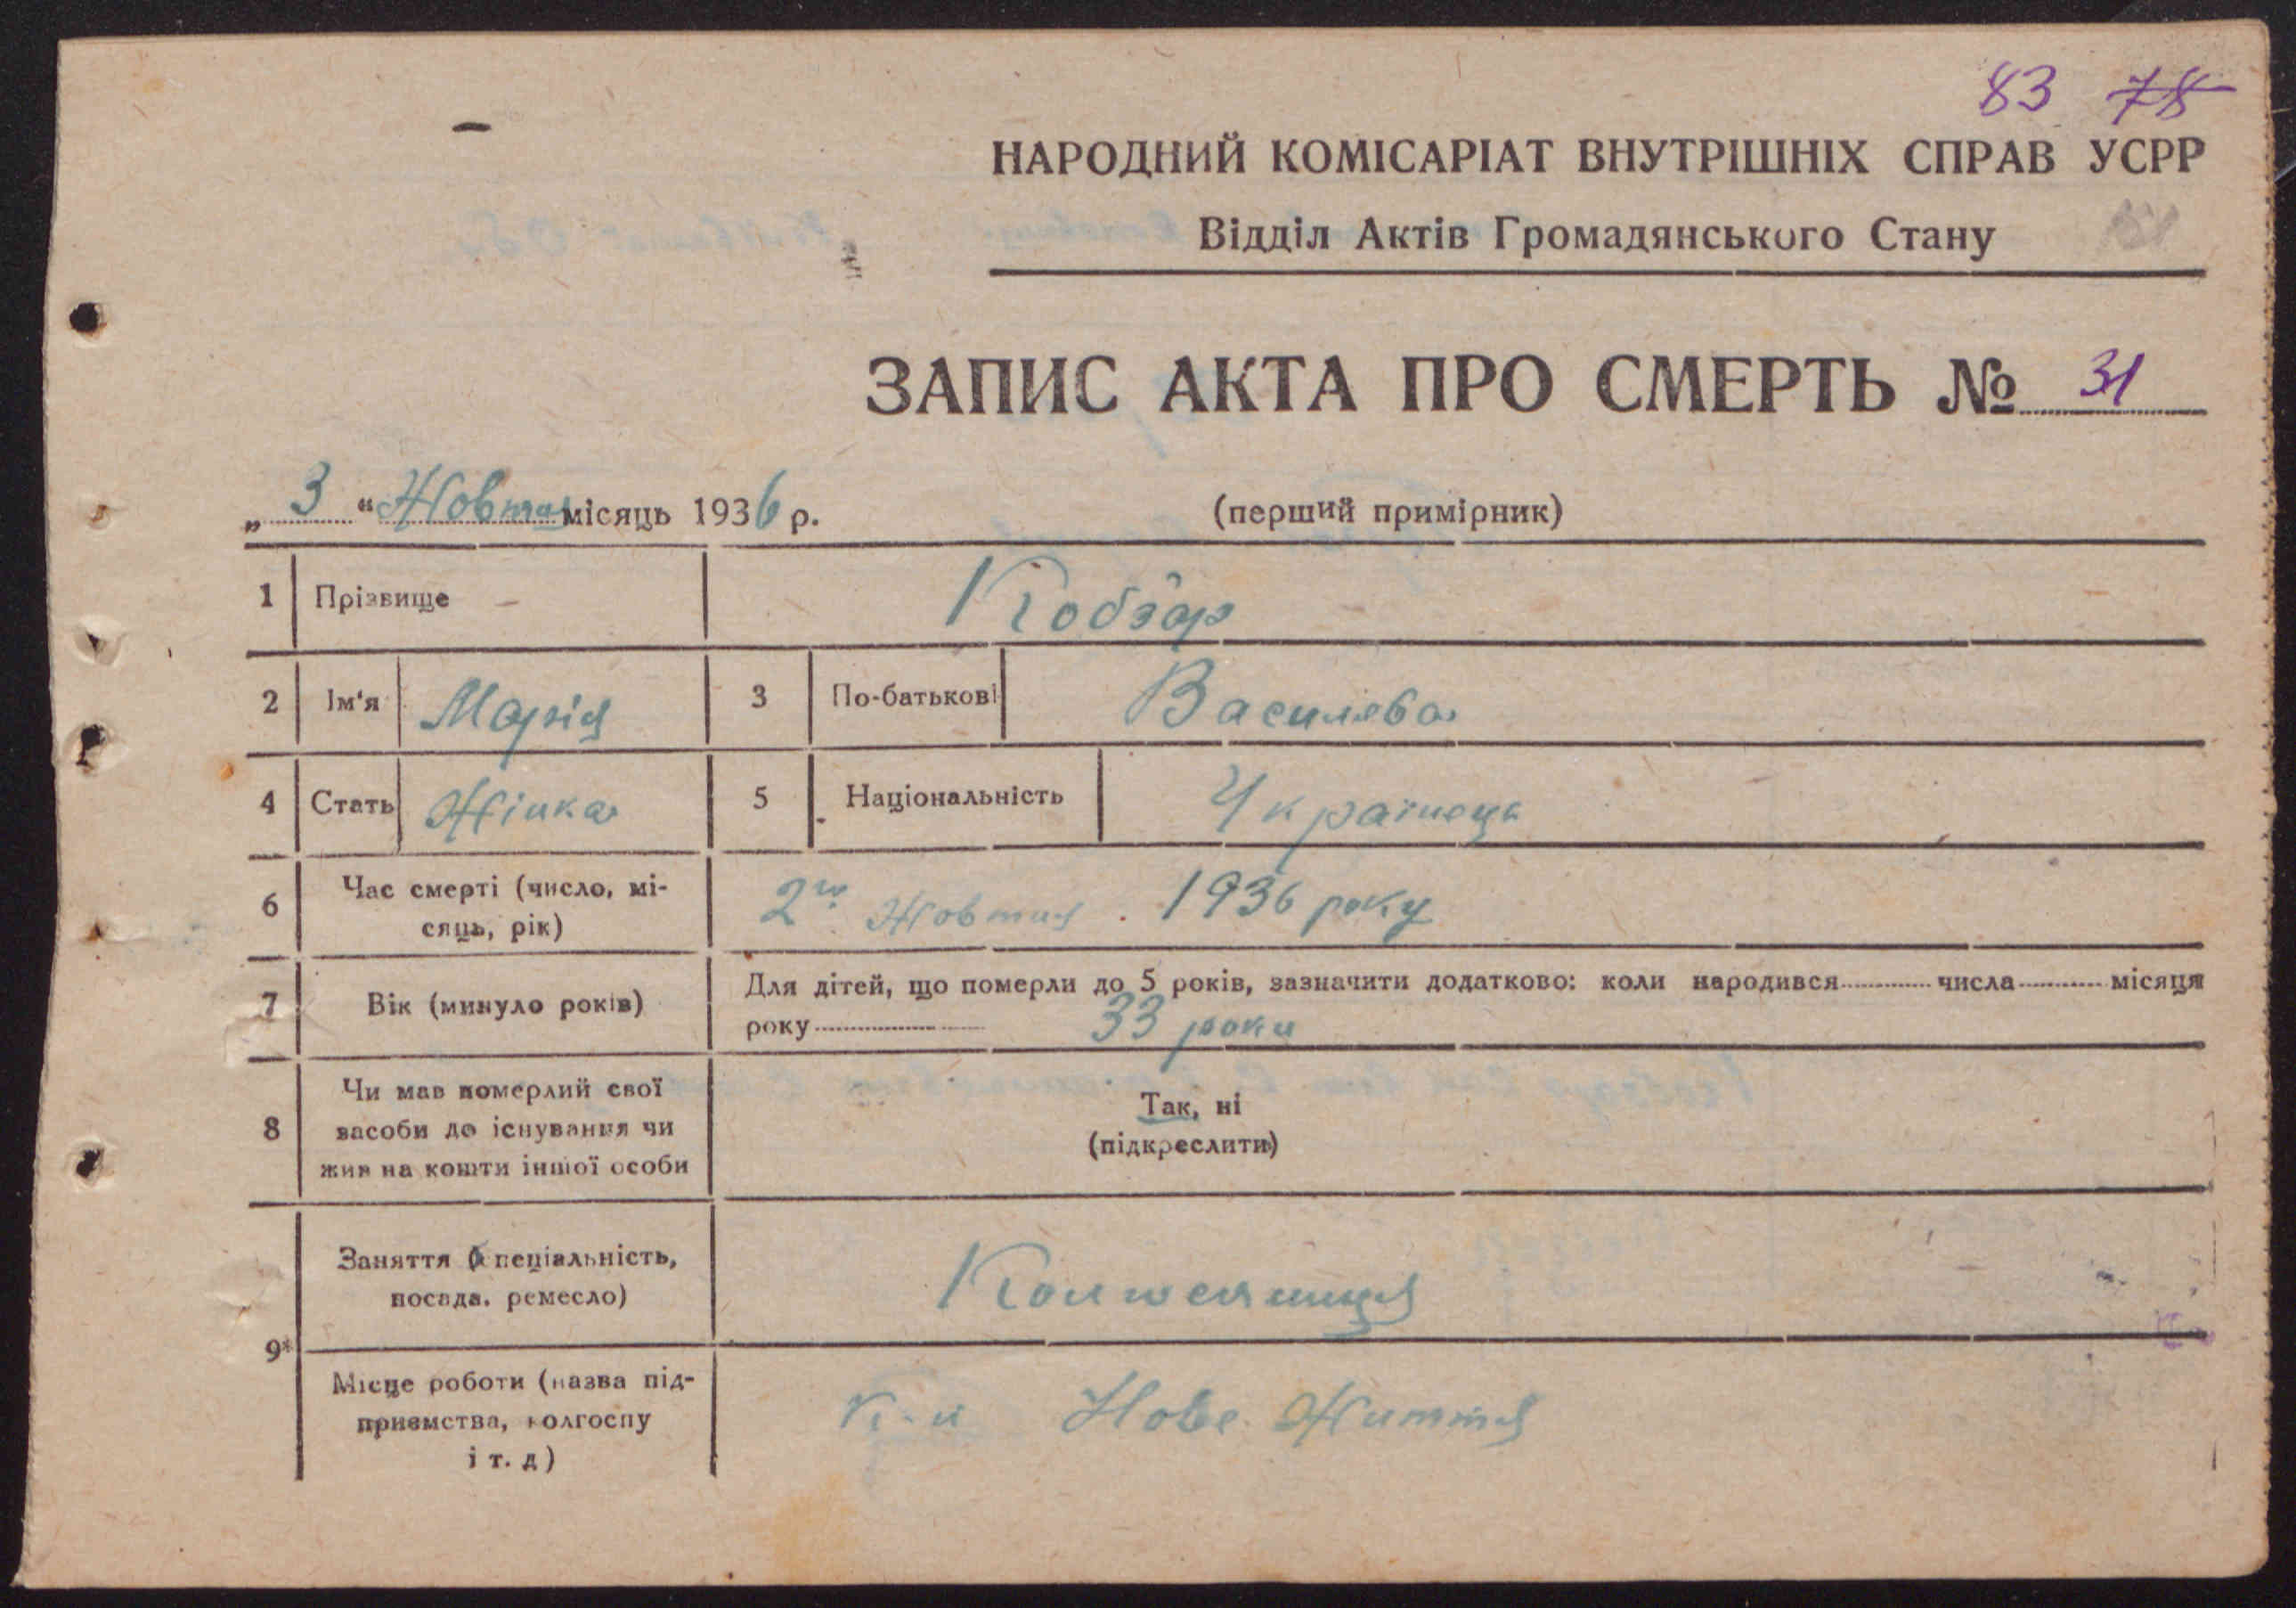 83 78
НАРОДНИЙ КОМІСАРІАТ ВНУТРІШНІХ СПРАВ УСРР
Відділ Актів Громадянського Стану
ЗАПИС АКТА ПРО СМЕРТЬ № 31
„ 3 “ Жовтня місяць 1936 р. (перший примірник)
1 Прізвище Кобзар
2 Ім'я Марія 3 По-батькові Василева
4 Стать Жінка 5 Національність Українець
6 Час смерті (число, мі-
сяць, рік) 2го Жовтня 1936 року
7 Вік (минуло років) Для дітей, що померли до 5 років, зазначити додатково: коли народився числа місяця
року 33 роки
8 Чи мав померлий свої
засоби до існування чи
жив на кошти іншої особи
Так, ні
(підкреслити)
9* Заняття (спеціальність,
посада, ремесло) Колгоспниця
Місце роботи (назва під-
приємства, колгоспу
і т. д)
Нове Життя